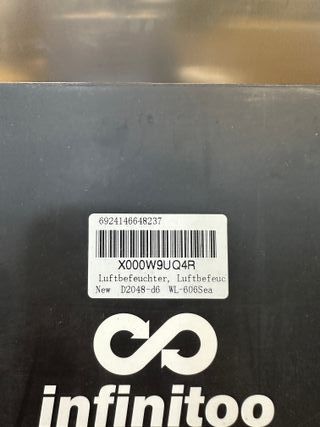 6924146648237
X000W9UQ4R
Luftbefeuchter, Luftbefeuc
New D2048-d6 WL-606Sea
infinitoo